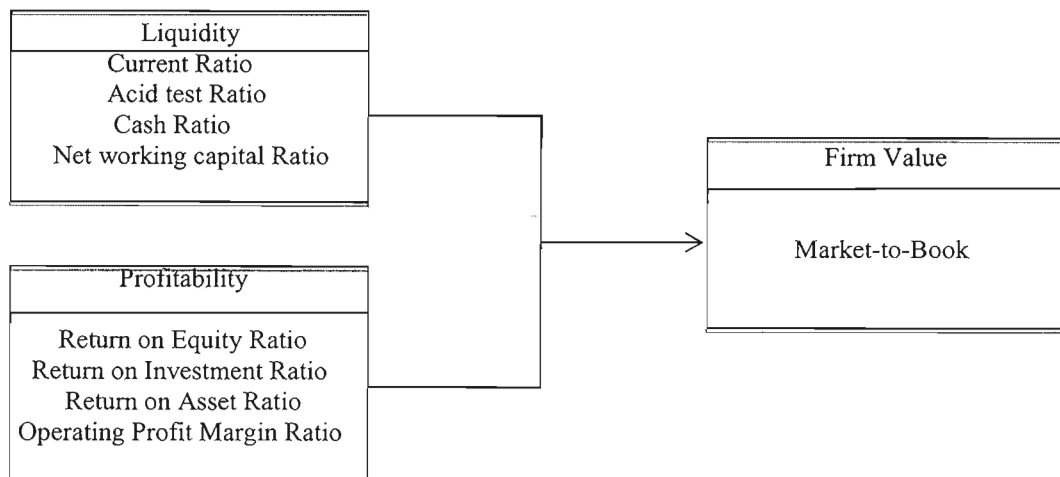 Liquidity
Current Ratio
Acid test Ratio
Cash Ratio
Net working capital Ratio
Firm Value
Market-to-Book
Profitability
Return on Equity Ratio
Return on Investment Ratio
Return on Asset Ratio
Operating Profit Margin Ratio